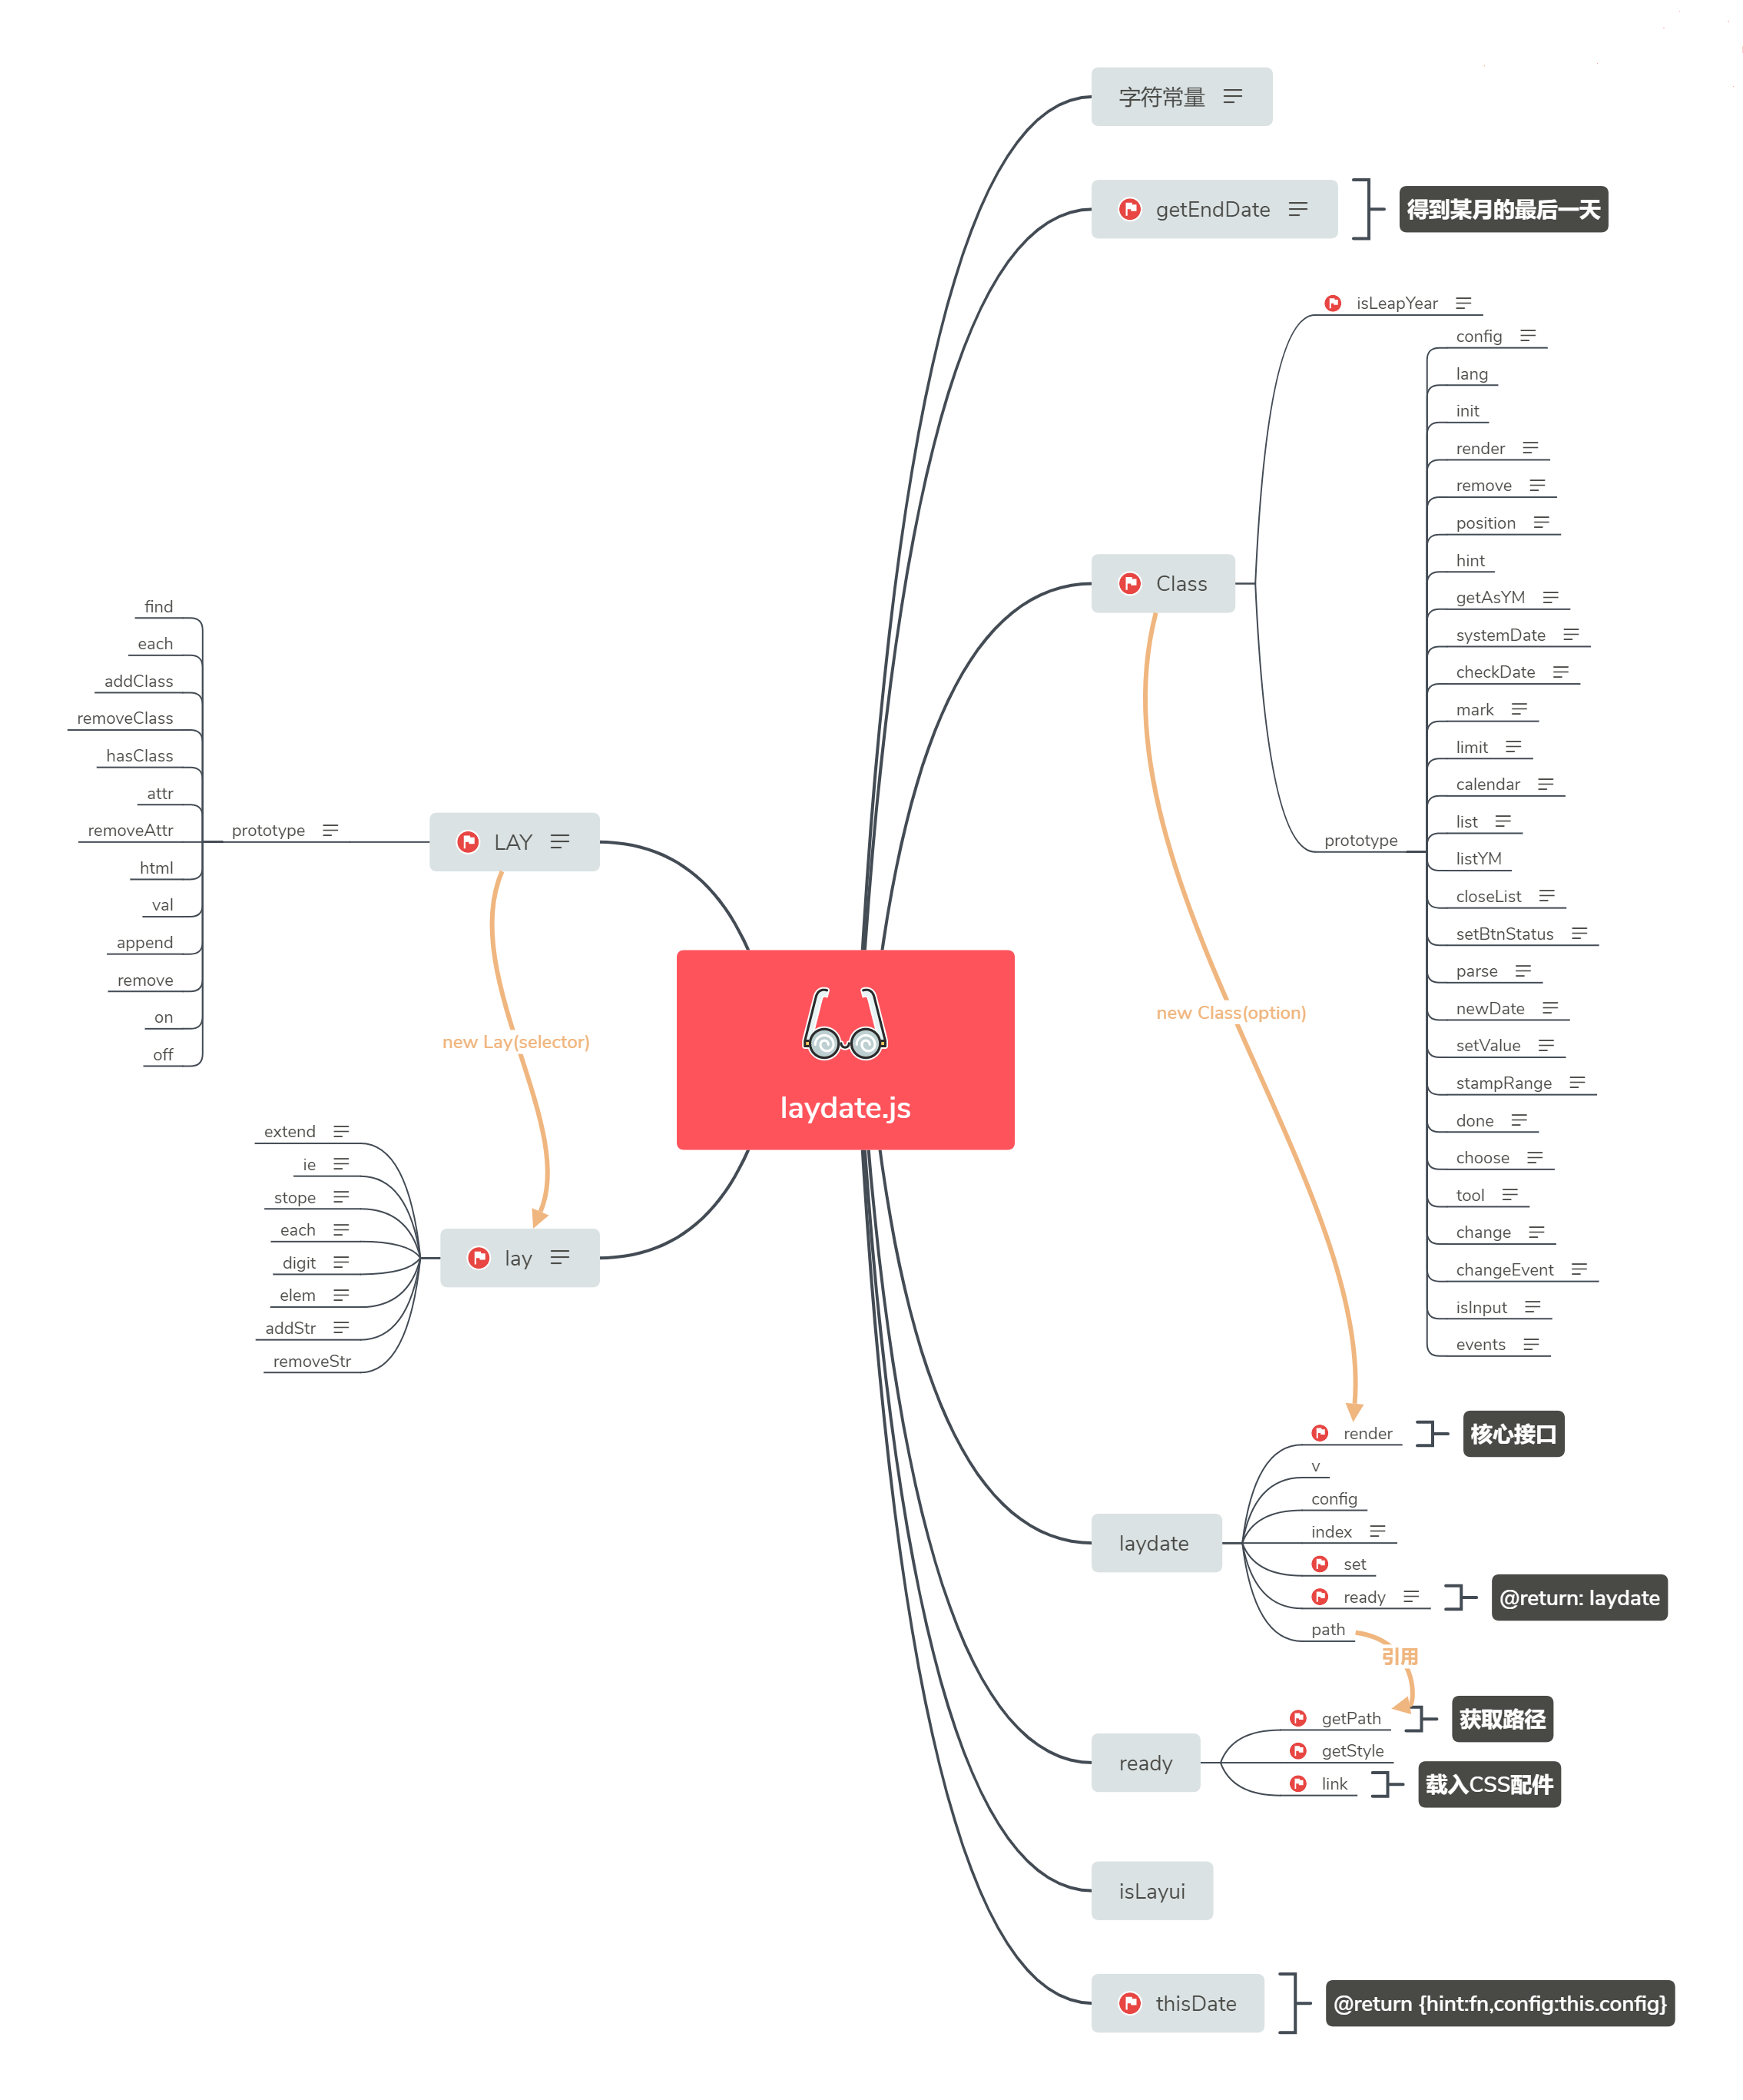 字符常量
getEndDate
得到某月的最后一天
isLeapYear
config
lang
init
render
remove
position
hint
getAsYM
systemDate
checkDate
mark
limit
calendar
list
listYM
closeList
setBtnStatus
parse
newDate
setValue
stampRange
done
choose
tool
change
changeEvent
isInput
events
prototype
Class
new Class(option)
find
each
addClass
removeClass
hasClass
attr
removeAttr
html
val
append
remove
on
off
prototype
LAY
new Lay(selector)
laydate.js
extend
ie
stope
each
digit
elem
addStr
removeStr
lay
render
核心接口
v
config
index
set
ready
@return: laydate
path
laydate
引用
getPath
获取路径
getStyle
link
载入CSS配件
ready
isLayui
thisDate
@return {hint:fn,config:this.config}